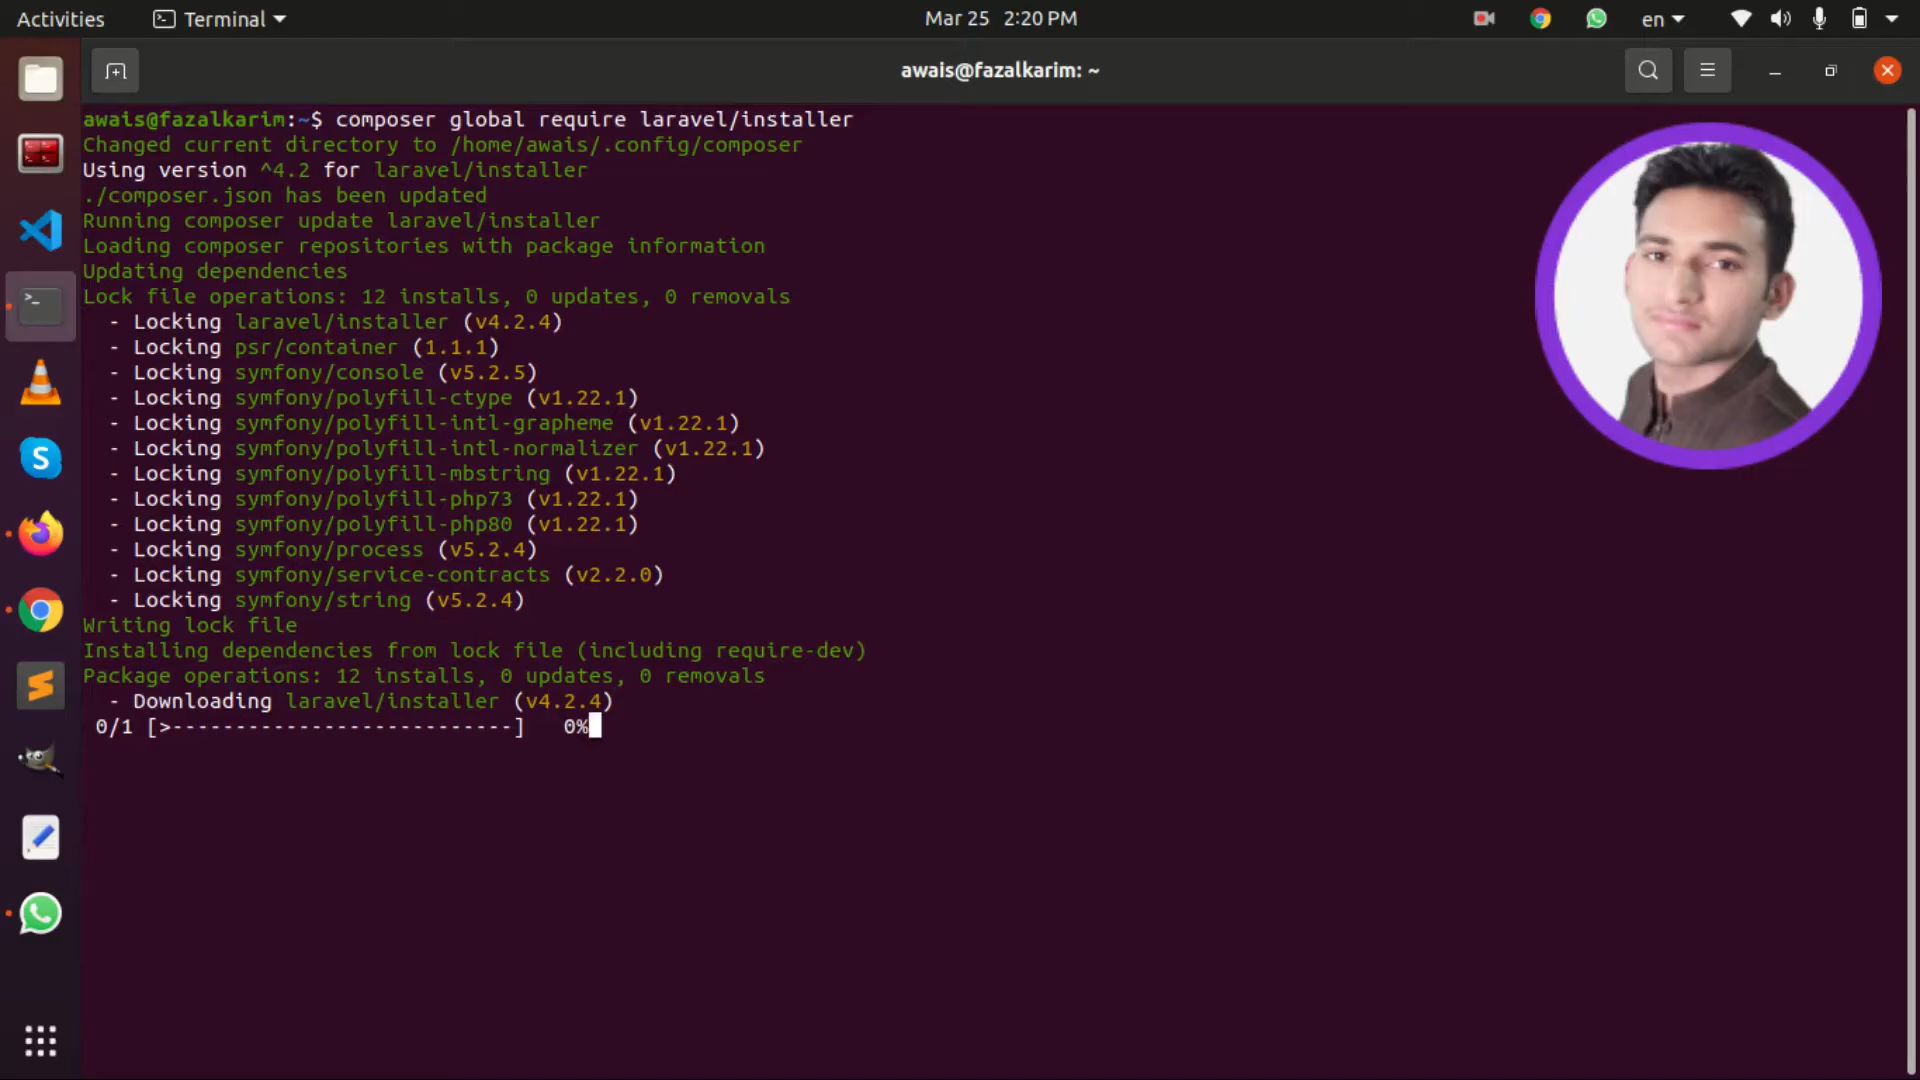 Activities
Terminal
Mar 25 2:20 PM
en
awais@fazalkarim: ~
awais@fazalkarim:~$ composer global require laravel/installer
Changed current directory to /home/awais/.config/composer
Using version ^4.2 for laravel/installer
./composer.json has been updated
Running composer update laravel/installer
Loading composer repositories with package information
Updating dependencies
Lock file operations: 12 installs, 0 updates, 0 removals
- Locking laravel/installer (v4.2.4)
- Locking psr/container (1.1.1)
- Locking symfony/console (v5.2.5)
- Locking symfony/polyfill-ctype (v1.22.1)
- Locking symfony/polyfill-intl-grapheme (v1.22.1)
- Locking symfony/polyfill-intl-normalizer (v1.22.1)
- Locking symfony/polyfill-mbstring (v1.22.1)
- Locking symfony/polyfill-php73 (v1.22.1)
- Locking symfony/polyfill-php80 (v1.22.1)
- Locking symfony/process (v5.2.4)
- Locking symfony/service-contracts (v2.2.0)
- Locking symfony/string (v5.2.4)
Writing lock file
Installing dependencies from lock file (including require-dev)
Package operations: 12 installs, 0 updates, 0 removals
- Downloading laravel/installer (v4.2.4)
0/1 [>---------------------------] 0%